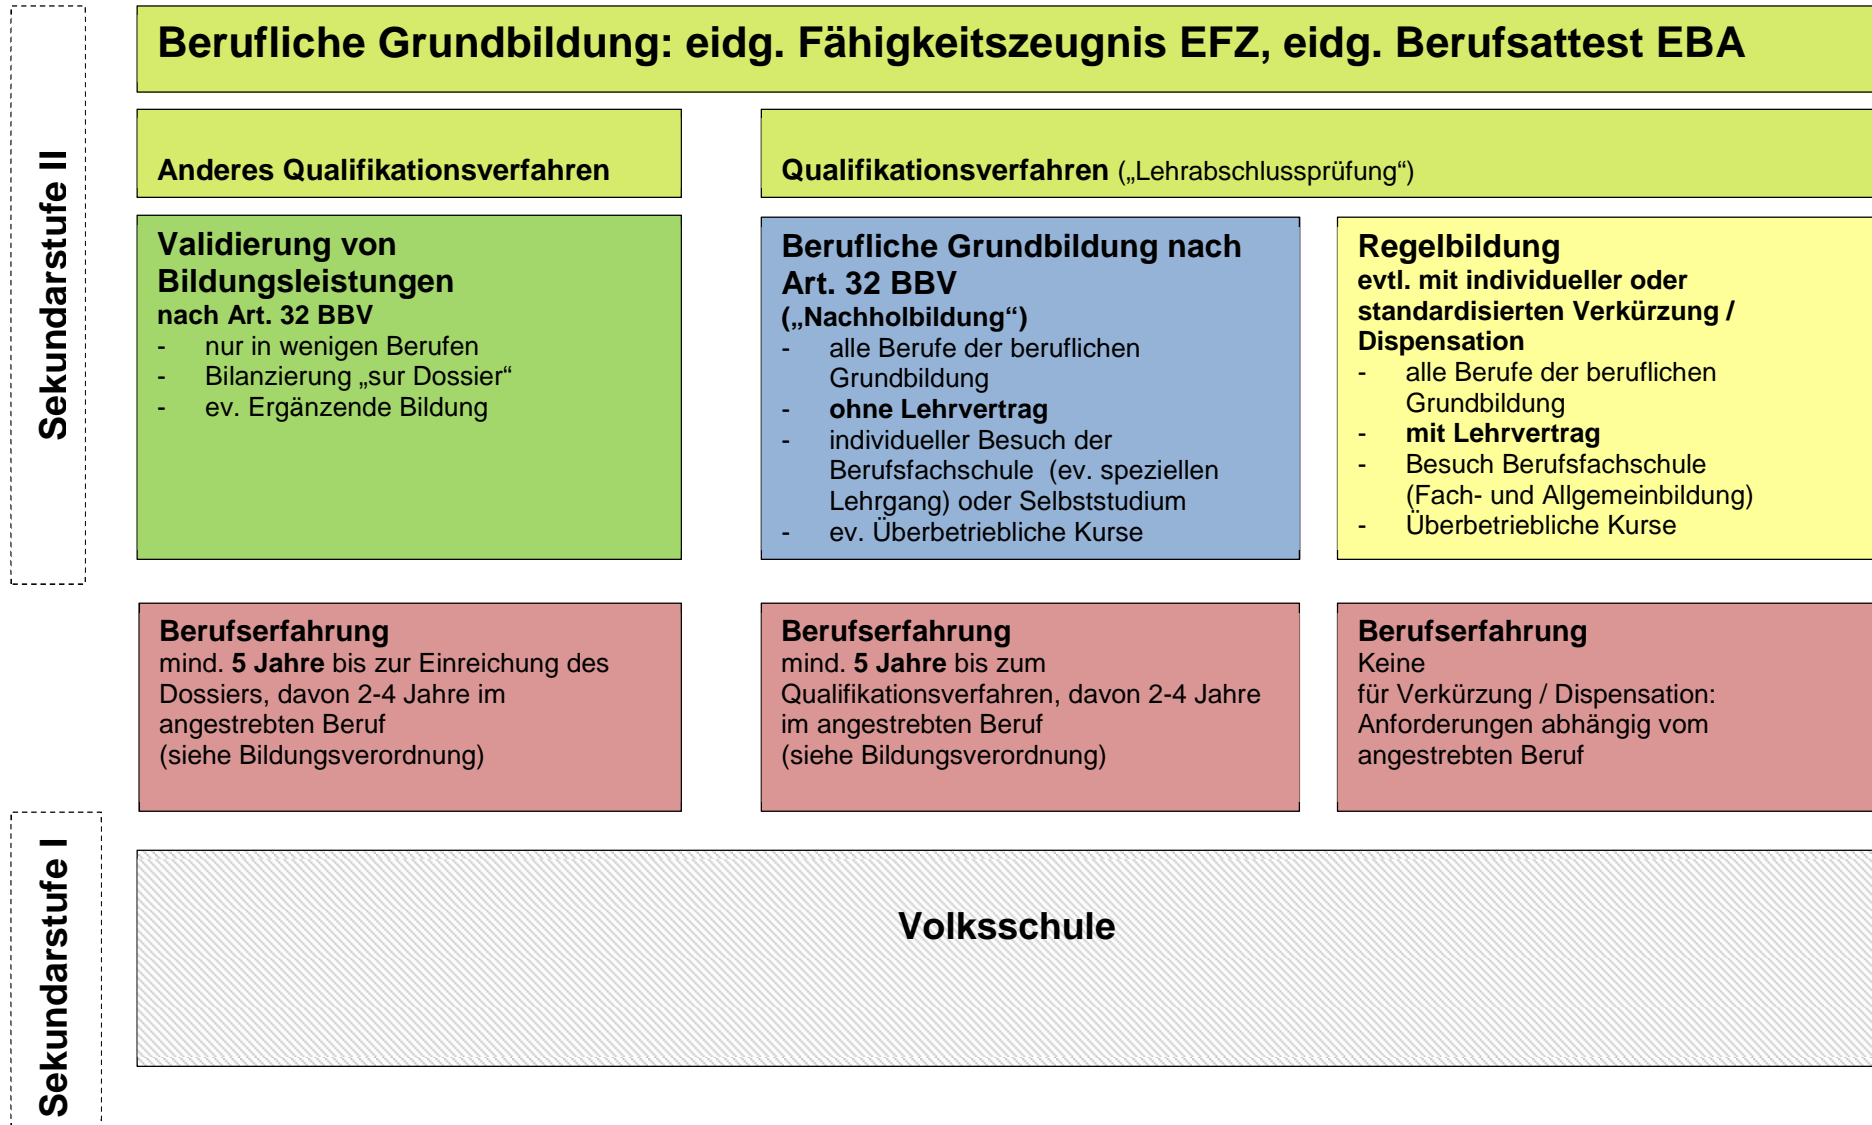 Berufliche Grundbildung: eidg. Fähigkeitszeugnis EFZ, eidg. Berufsattest EBA
Sekundarstufe II
Anderes Qualifikationsverfahren
Qualifikationsverfahren („Lehrabschlussprüfung“)
Validierung von
Bildungsleistungen
nach Art. 32 BBV
- nur in wenigen Berufen
- Bilanzierung „sur Dossier“
- ev. Ergänzende Bildung
Berufliche Grundbildung nach
Art. 32 BBV
(„Nachholbildung“)
- alle Berufe der beruflichen
Grundbildung
- ohne Lehrvertrag
- individueller Besuch der
Berufsfachschule (ev. speziellen
Lehrgang) oder Selbststudium
- ev. Überbetriebliche Kurse
Regelbildung
evtl. mit individueller oder
standardisierten Verkürzung /
Dispensation
- alle Berufe der beruflichen
Grundbildung
- mit Lehrvertrag
- Besuch Berufsfachschule
(Fach- und Allgemeinbildung)
- Überbetriebliche Kurse
Berufserfahrung
mind. 5 Jahre bis zur Einreichung des
Dossiers, davon 2-4 Jahre im
angestrebten Beruf
(siehe Bildungsverordnung)
Berufserfahrung
mind. 5 Jahre bis zum
Qualifikationsverfahren, davon 2-4 Jahre
im angestrebten Beruf
(siehe Bildungsverordnung)
Berufserfahrung
Keine
für Verkürzung / Dispensation:
Anforderungen abhängig vom
angestrebten Beruf
Sekundarstufe I
Volksschule